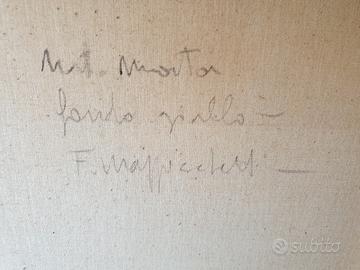 Nat. Morta
fondo giallo -
F.
subito